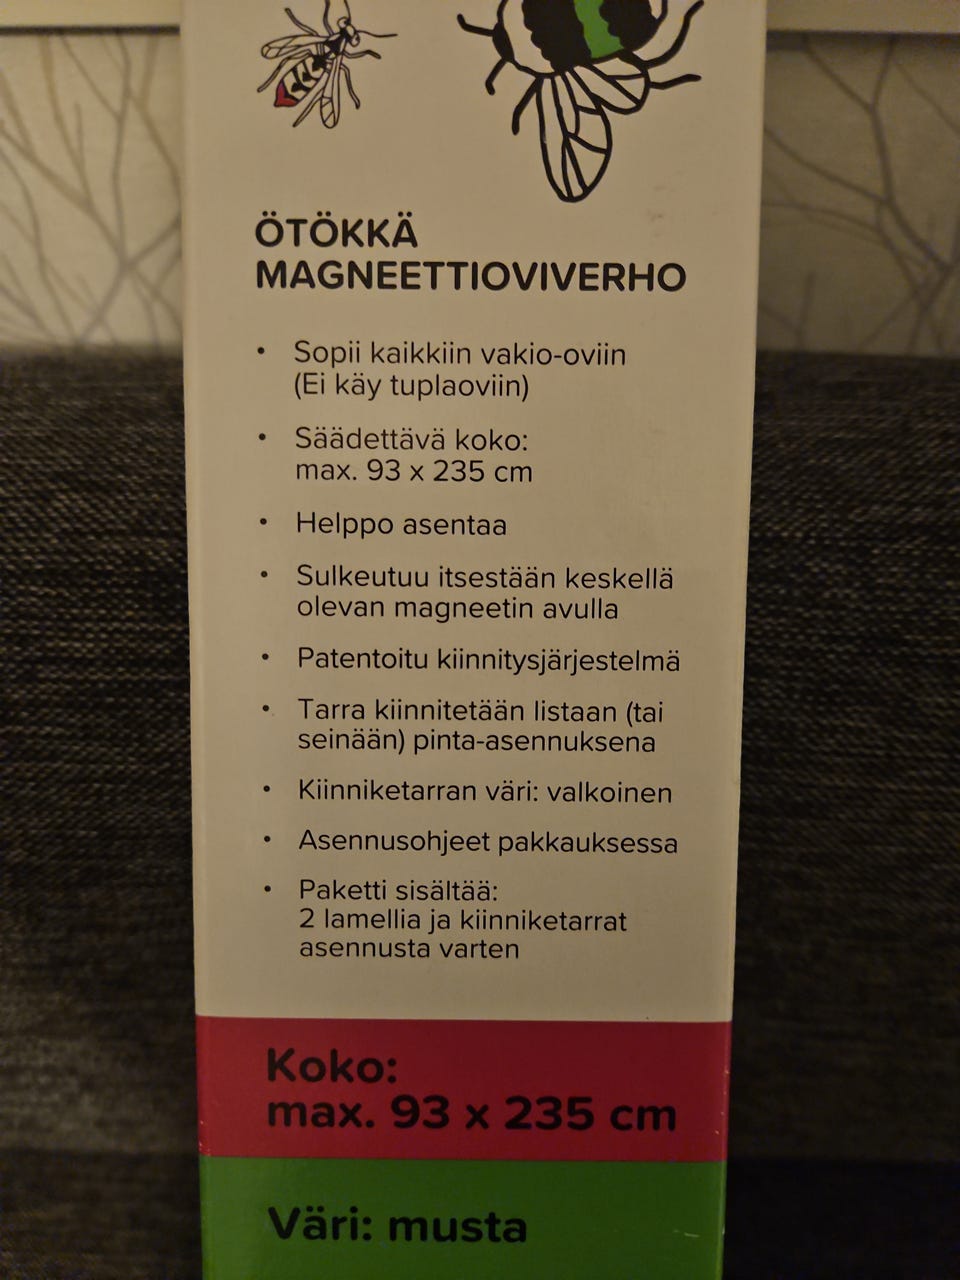 ÖTÖKKÄ
MAGNEETTIOVIVERHO
• Sopii kaikkiin vakio-oviin
(Ei käy tuplaoviin)
• Säädettävä koko:
max. 93 x 235 cm
• Helppo asentaa
• Sulkeutuu itsestään keskellä
olevan magneetin avulla
• Patentoitu kiinnitysjärjestelmä
• Tarra kiinnitetään listaan (tai
seinään) pinta-asennuksena
• Kiinniketarran väri: valkoinen
• Asennusohjeet pakkauksessa
• Paketti sisältää:
2 lamellia ja kiinniketarrat
asennusta varten
Koko:
max. 93 x 235 cm
Väri: musta